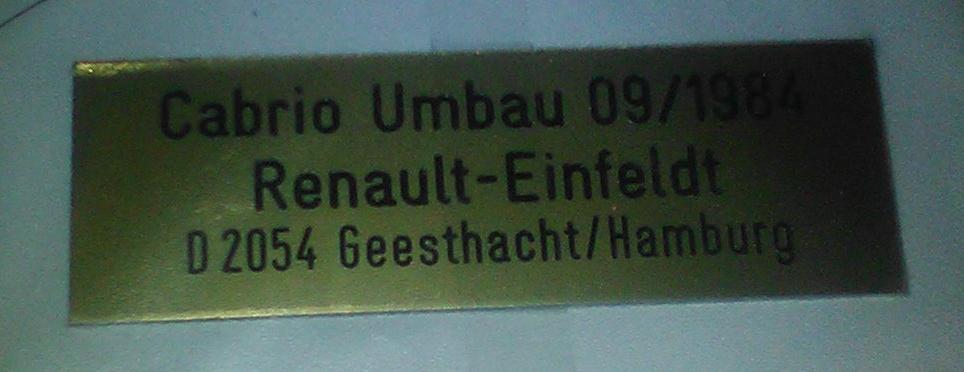 Cabrio Umbau 09/1984
Renault-Einfeldt
D 2054 Geesthacht/Hamburg